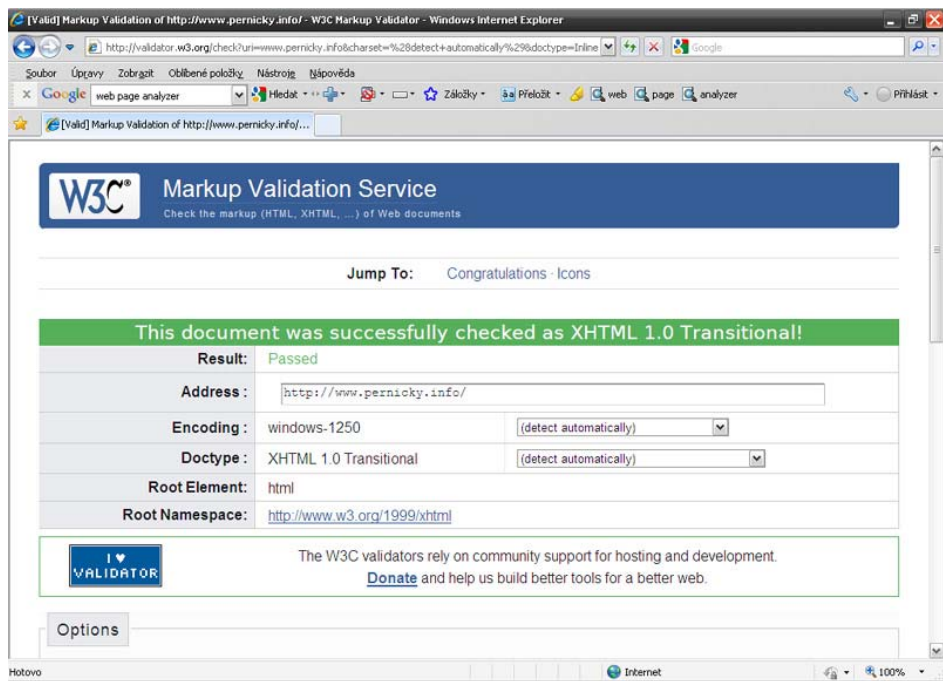 [Valid] Markup Validation of http://www.pernicky.info/ - W3C Markup Validator - Windows Internet Explorer
http://validator.w3.org/check?uri=www.pernicky.info&charset=%28detect+automatically%29&doctype=Inline
Google
Soubor Úpravy Zobrazit Oblíbené položky Nástroje Nápověda
x Google web page analyzer Hledat Záložky Přeložit web page analyzer Přihlásit
[Valid] Markup Validation of http://www.pernicky.info/...
W3C® Markup Validation Service
Check the markup (HTML, XHTML, ...) of Web documents
Jump To: Congratulations · Icons
This document was successfully checked as XHTML 1.0 Transitional!
Result: Passed
Address : http://www.pernicky.info/
Encoding : windows-1250 (detect automatically)
Doctype : XHTML 1.0 Transitional (detect automatically)
Root Element: html
Root Namespace: http://www.w3.org/1999/xhtml
I ♥ VALIDATOR
The W3C validators rely on community support for hosting and development.
Donate and help us build better tools for a better web.
Options
Hotovo Internet 100%